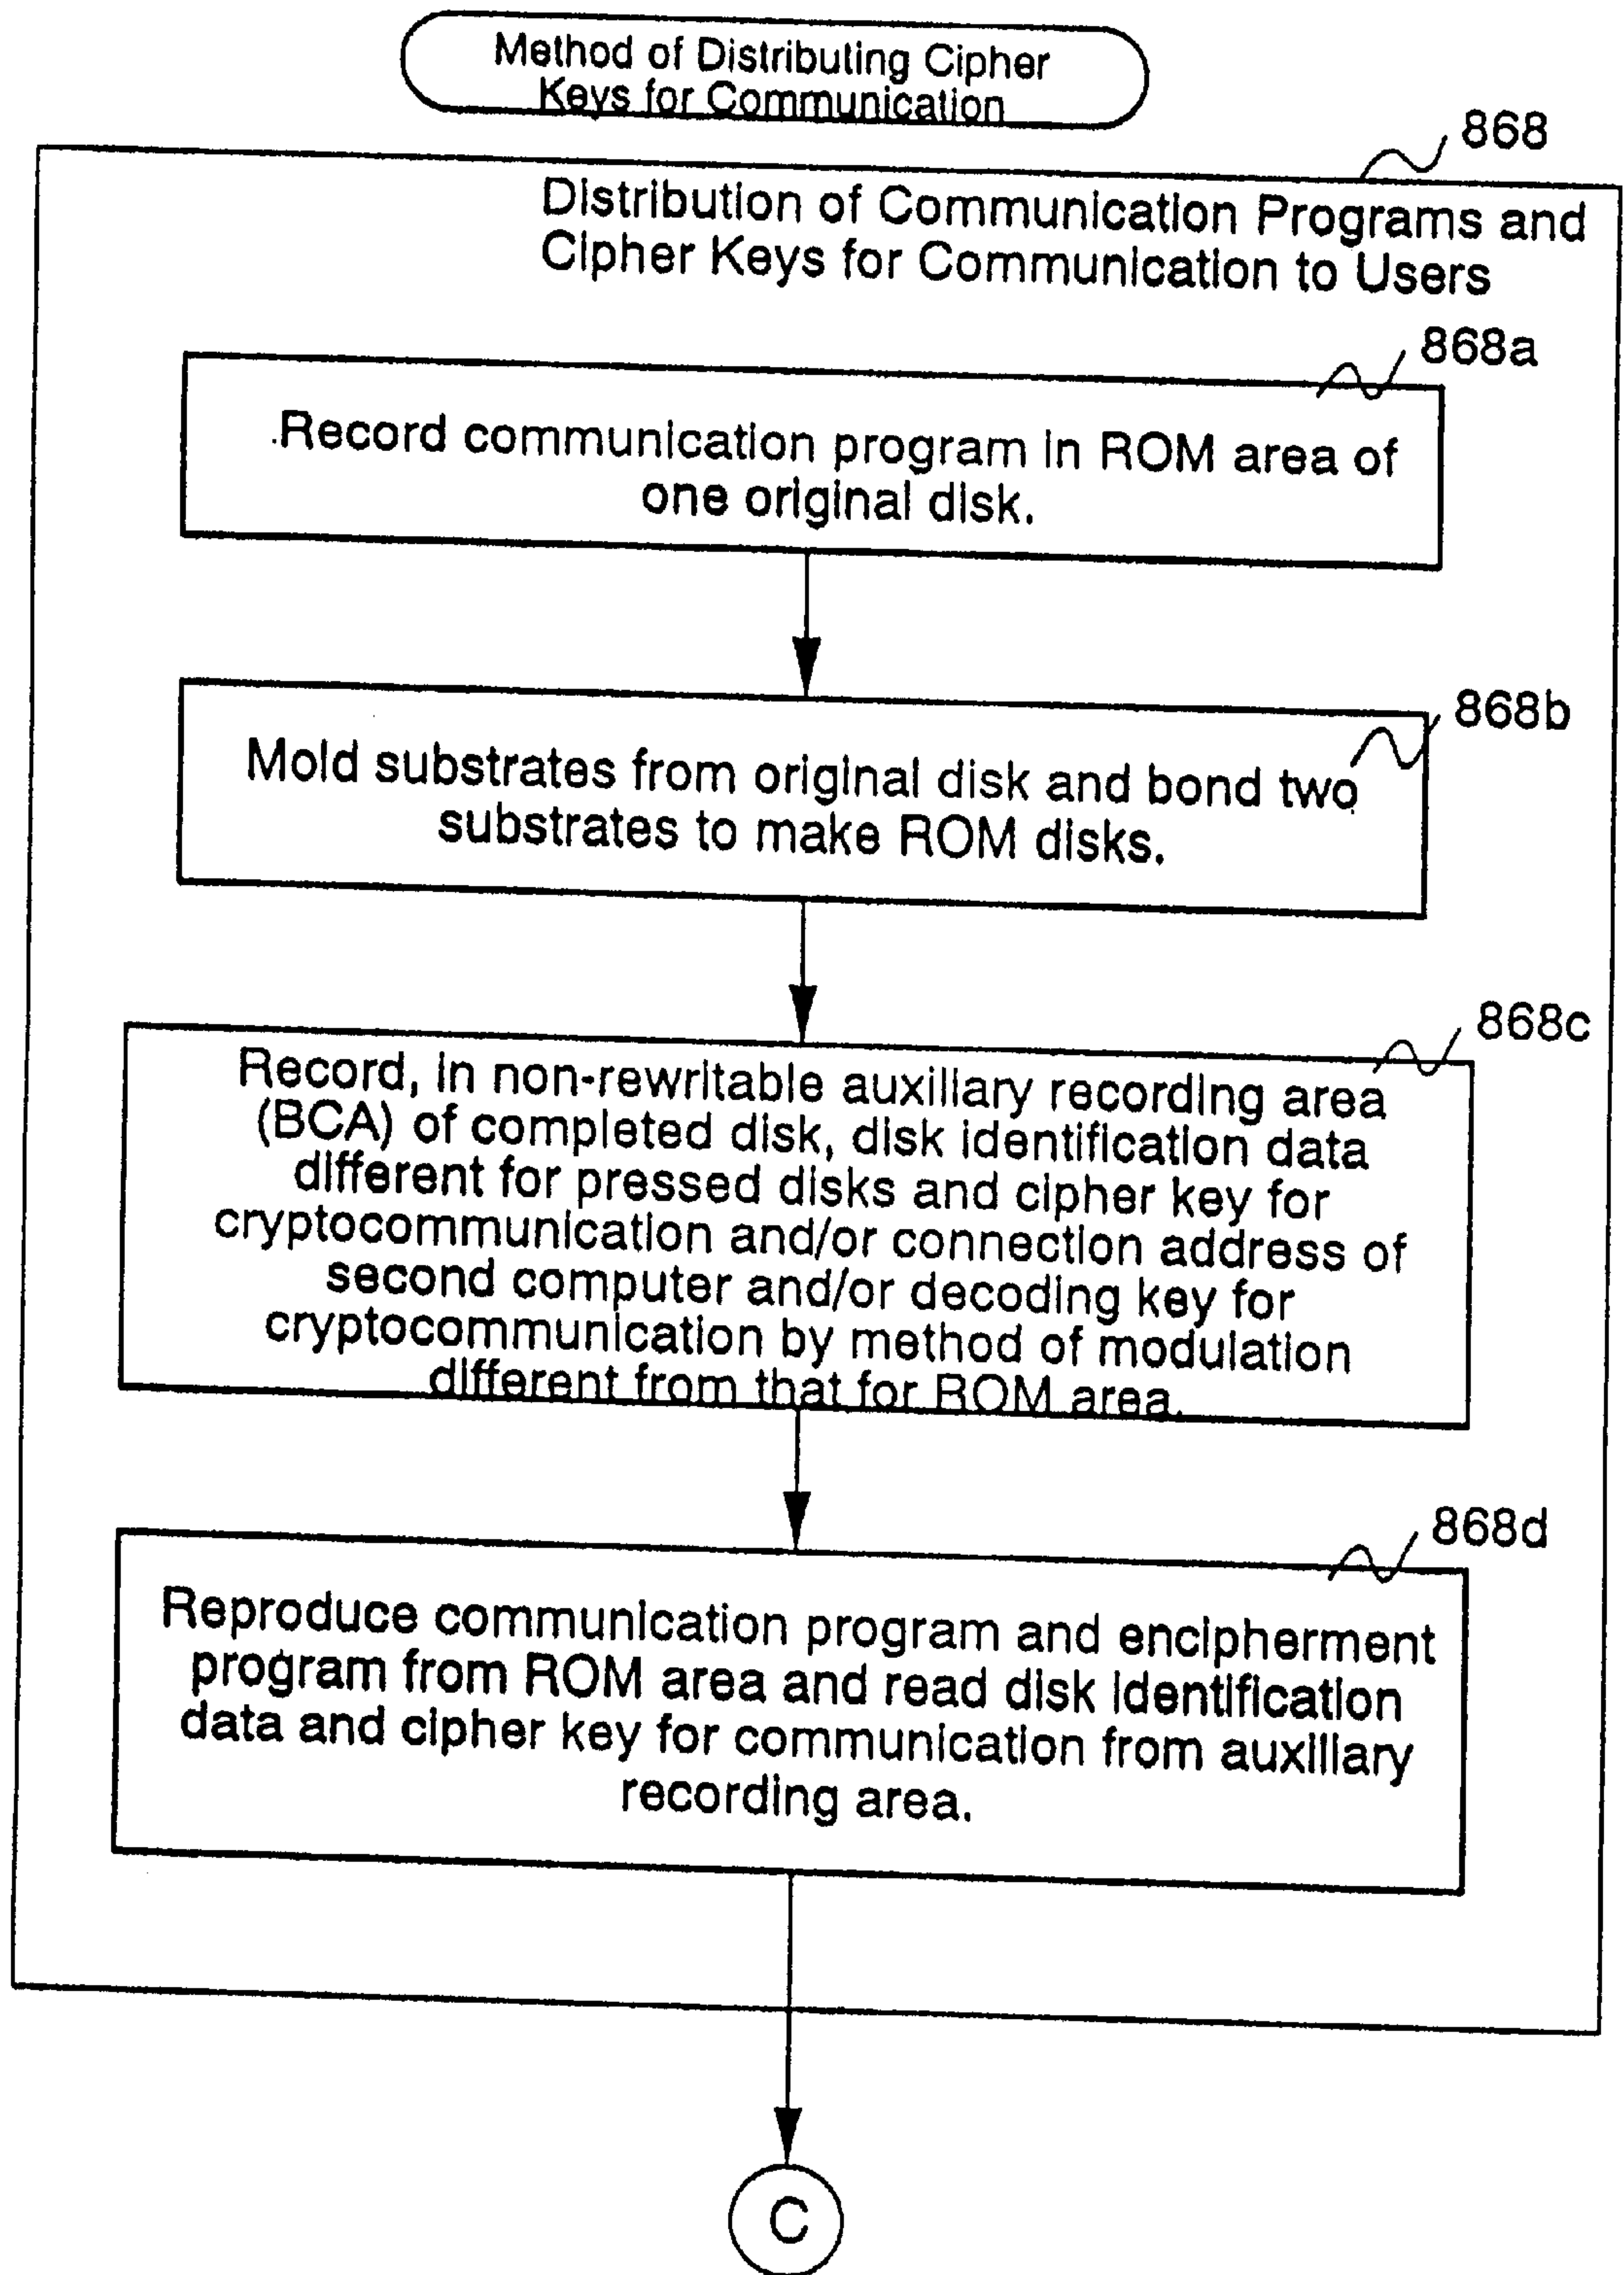 Method of Distributing Cipher
Keys for Communication
868
Distribution of Communication Programs and
Cipher Keys for Communication to Users
868a
Record communication program in ROM area of
one original disk.
868b
Mold substrates from original disk and bond two
substrates to make ROM disks.
868c
Record, in non-rewritable auxiliary recording area
(BCA) of completed disk, disk identification data
different for pressed disks and cipher key for
cryptocommunication and/or connection address of
second computer and/or decoding key for
cryptocommunication by method of modulation
different from that for ROM area.
868d
Reproduce communication program and encipherment
program from ROM area and read disk identification
data and cipher key for communication from auxiliary
recording area.
C